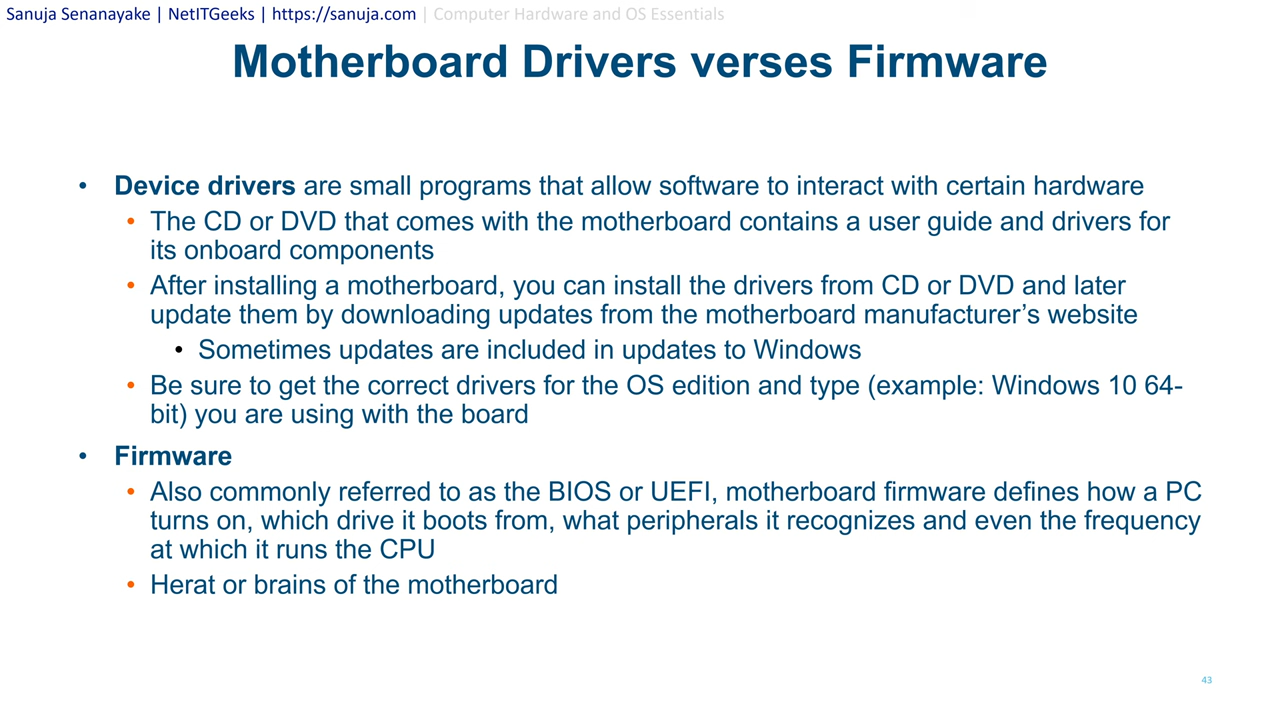 Sanuja Senanayake | NetITGeeks | https://sanuja.com | Computer Hardware and OS Essentials
Motherboard Drivers verses Firmware
• Device drivers are small programs that allow software to interact with certain hardware
• The CD or DVD that comes with the motherboard contains a user guide and drivers for
its onboard components
• After installing a motherboard, you can install the drivers from CD or DVD and later
update them by downloading updates from the motherboard manufacturer’s website
• Sometimes updates are included in updates to Windows
• Be sure to get the correct drivers for the OS edition and type (example: Windows 10 64-
bit) you are using with the board
• Firmware
• Also commonly referred to as the BIOS or UEFI, motherboard firmware defines how a PC
turns on, which drive it boots from, what peripherals it recognizes and even the frequency
at which it runs the CPU
• Herat or brains of the motherboard
43